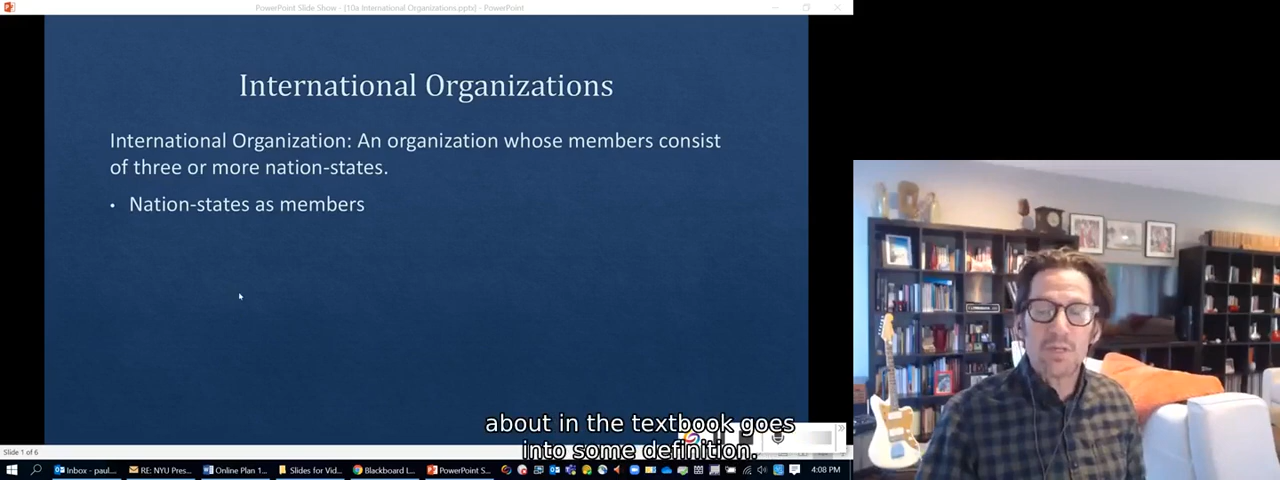 PowerPoint Slide Show - [10a International Organizations.pptx] - PowerPoint
International Organizations
International Organization: An organization whose members consist
of three or more nation-states.
• Nation-states as members
about in the textbook goes
into some definition.
Slide 1 of 6
Inbox - paul...
RE: NYU Pres...
Online Plan 1...
Slides for Vid...
Blackboard L...
PowerPoint S...
4:08 PM